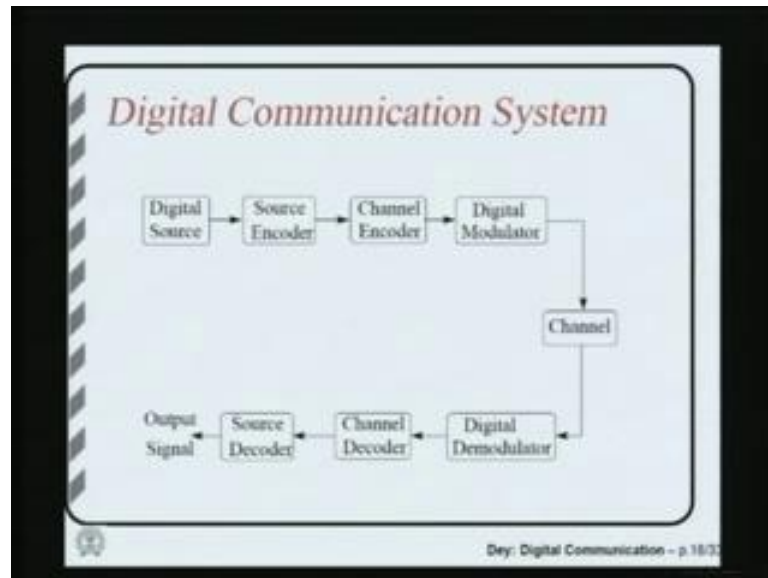 Digital Communication System
Digital
Source
Source
Encoder
Channel
Encoder
Digital
Modulator
Channel
Output
Signal
Source
Decoder
Channel
Decoder
Digital
Demodulator
Dey: Digital Communication – p.18/3